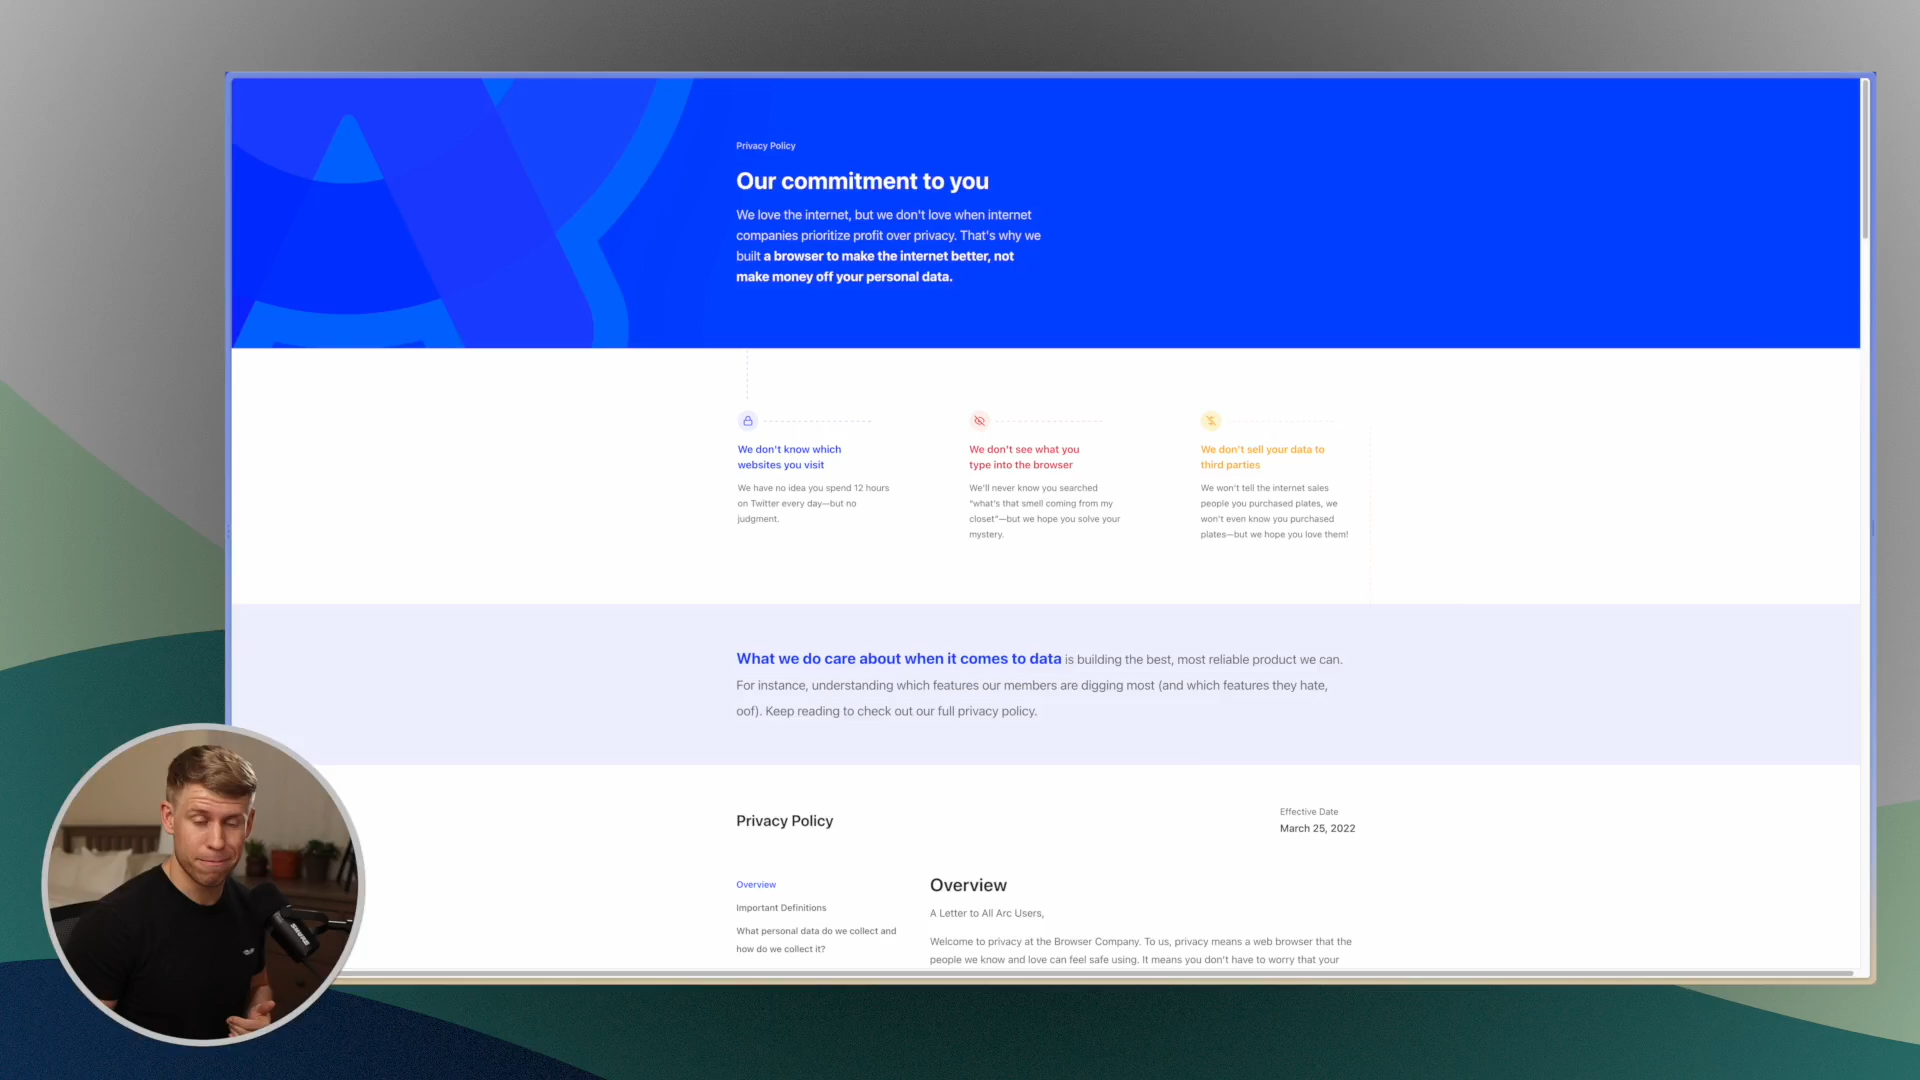 Privacy Policy
Our commitment to you
We love the internet, but we don't love when internet
companies prioritize profit over privacy. That's why we
built a browser to make the internet better, not
make money off your personal data.
We don't know which
websites you visit
We have no idea you spend 12 hours
on Twitter every day—but no
judgment.
We don't see what you
type into the browser
We'll never know you searched
"what's that smell coming from my
closet"—but we hope you solve your
mystery.
We don't sell your data to
third parties
We won't tell the internet sales
people you purchased plates, we
won't even know you purchased
plates—but we hope you love them!
What we do care about when it comes to data is building the best, most reliable product we can.
For instance, understanding which features our members are digging most (and which features they hate,
oof). Keep reading to check out our full privacy policy.
Privacy Policy
Effective Date
March 25, 2022
Overview
Important Definitions
What personal data do we collect and
how do we collect it?
Overview
A Letter to All Arc Users,
Welcome to privacy at the Browser Company. To us, privacy means a web browser that the
people we know and love can feel safe using. It means you don't have to worry that your
SHURE